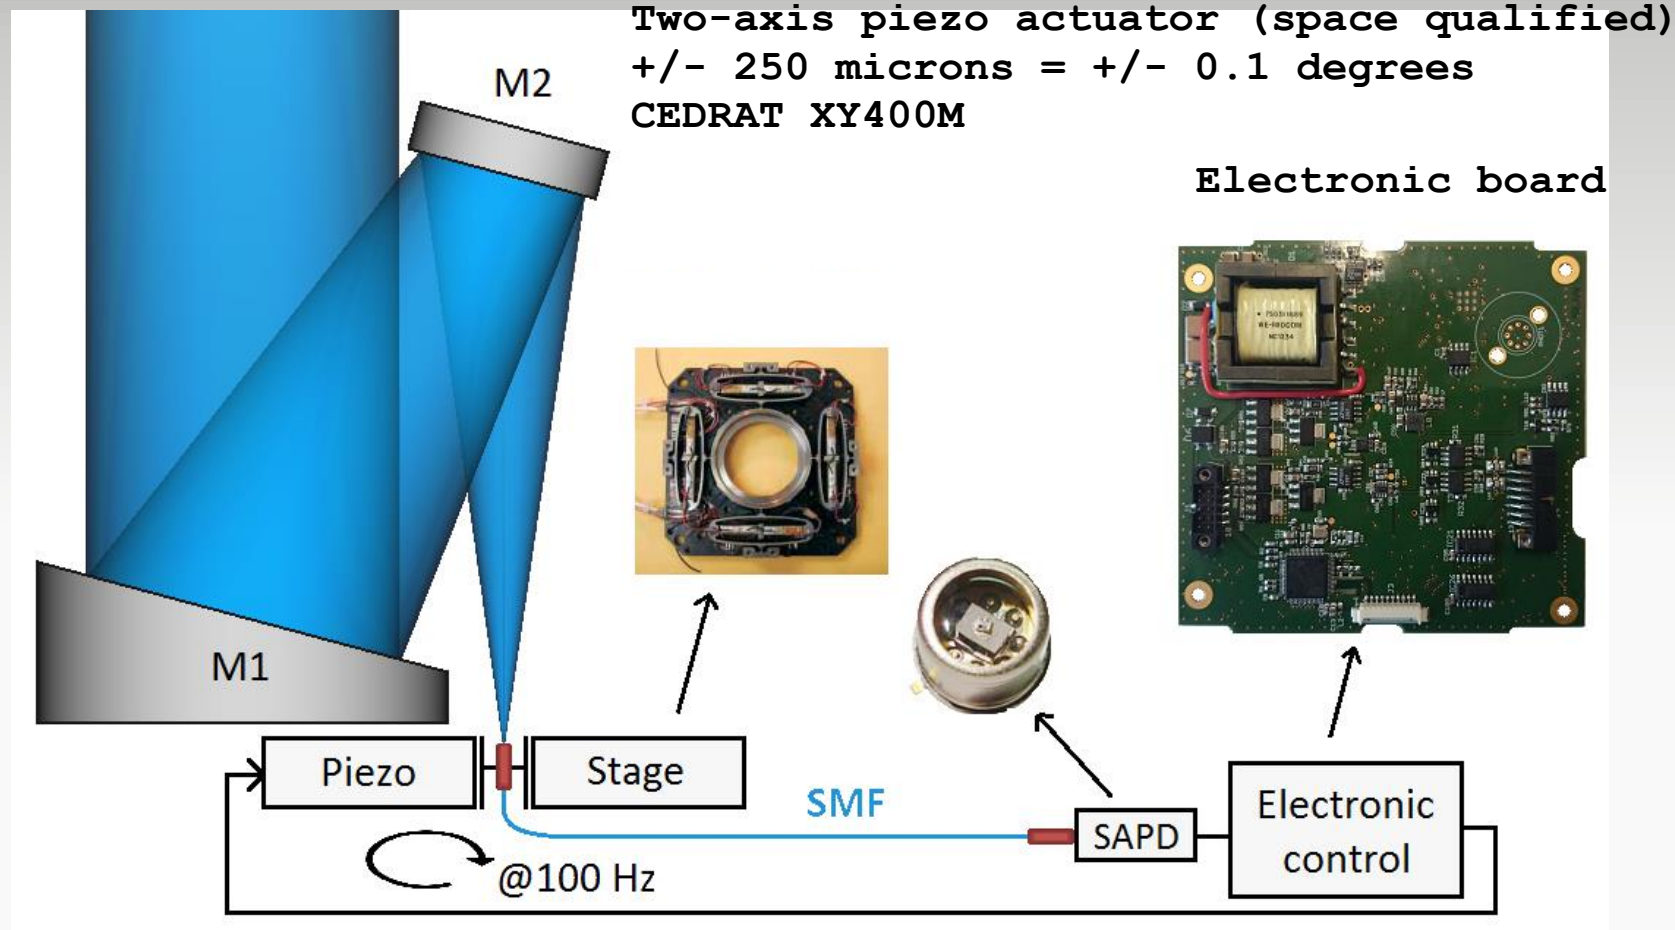 Two-axis piezo actuator (space qualified)
+/- 250 microns = +/- 0.1 degrees
CEDRAT XY400M
M2
Electronic board
M1
Piezo
Stage
SMF
SAPD
Electronic
control
@100 Hz